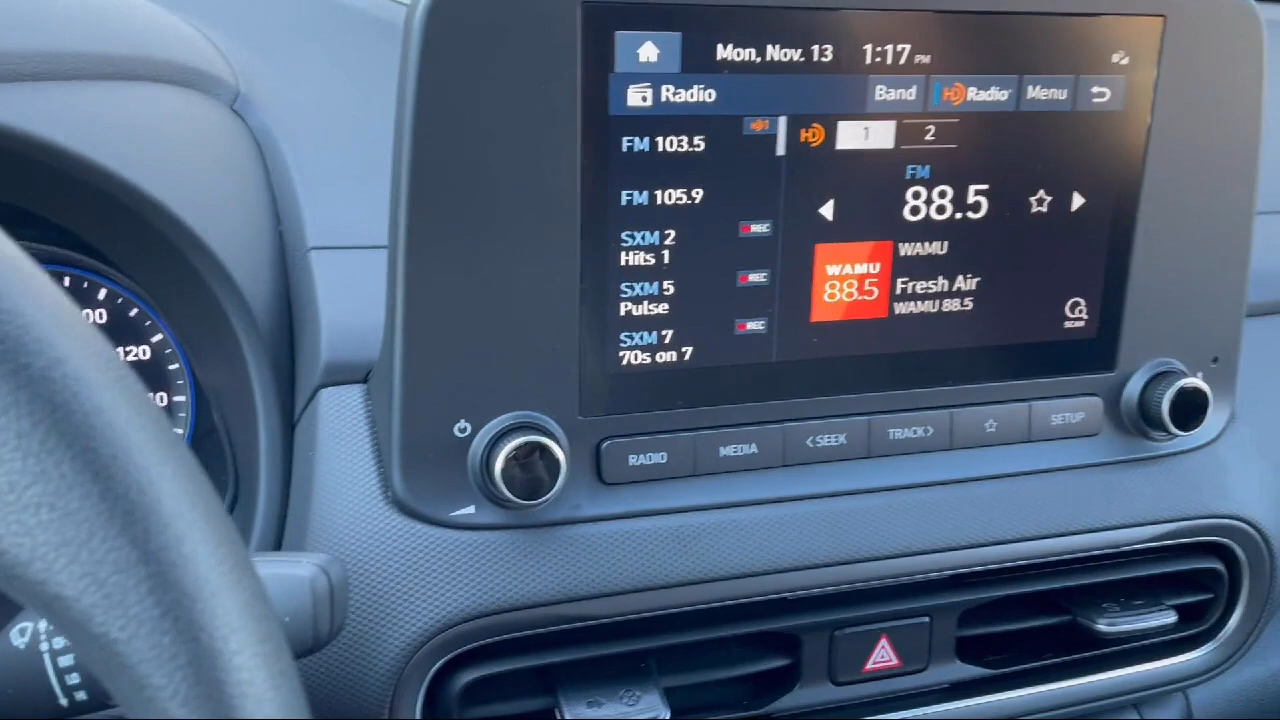 Mon, Nov. 13 1:17 PM
Radio Band HD Radio Menu
FM 103.5
FM 105.9
SXM 2
Hits 1
REC
SXM 5
Pulse
REC
SXM 7
70s on 7
REC
HD 1 2
FM
88.5
WAMU
88.5
WAMU
Fresh Air
WAMU 88.5
SCAN
RADIO MEDIA <SEEK TRACK> SETUP
120